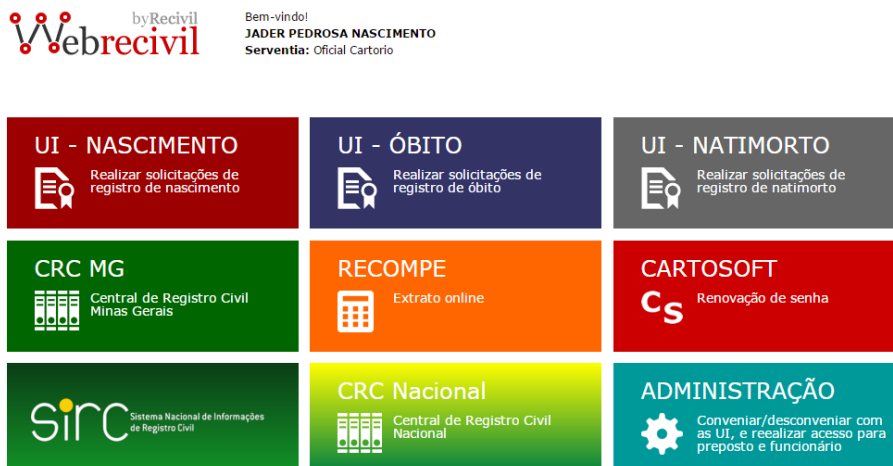 byRecivil
Webrecivil
Bem-vindo!
JADER PEDROSA NASCIMENTO
Serventia: Oficial Cartorio
UI - NASCIMENTO
Realizar solicitações de
registro de nascimento
UI - ÓBITO
Realizar solicitações de
registro de óbito
UI - NATIMORTO
Realizar solicitações de
registro de natimorto
CRC MG
Central de Registro Civil
Minas Gerais
RECOMPE
Extrato online
CARTOSOFT
CS
Renovação de senha
sirc
Sistema Nacional de Informações
de Registro Civil
CRC Nacional
Central de Registro Civil
Nacional
ADMINISTRAÇÃO
Conveniar/desconveniar com
as UI, e reealizar acesso para
preposto e funcionário